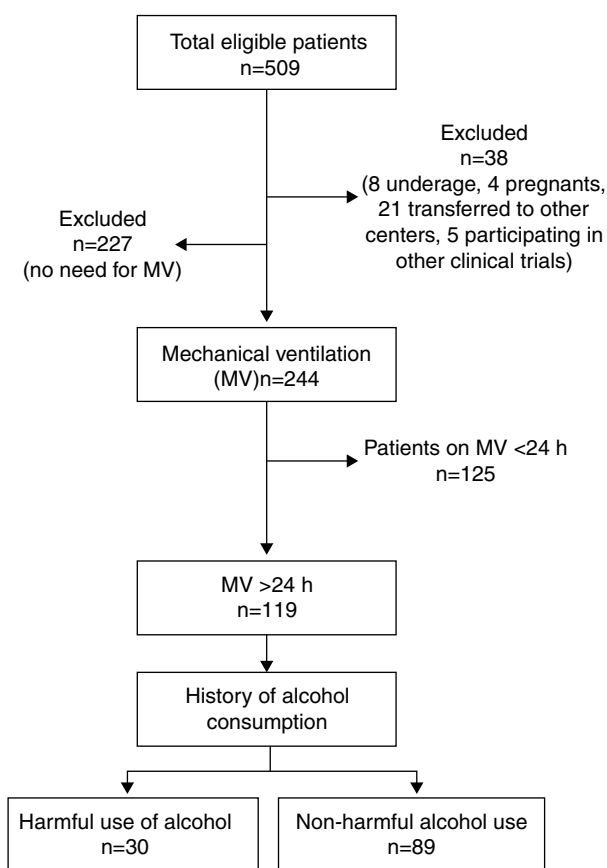 Total eligible patients
n=509
Excluded
n=38
(8 underage, 4 pregnants,
21 transferred to other
centers, 5 participating in
other clinical trials)
Excluded
n=227
(no need for MV)
Mechanical ventilation
(MV)n=244
Patients on MV <24 h
n=125
MV >24 h
n=119
History of alcohol
consumption
Harmful use of alcohol
n=30
Non-harmful alcohol use
n=89